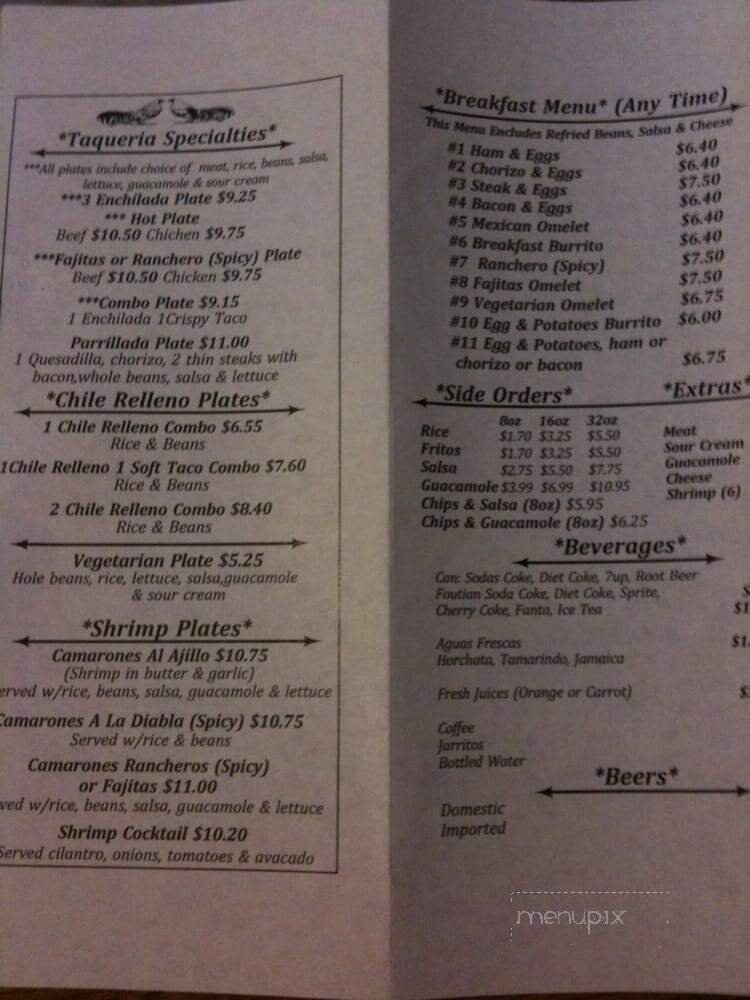 *Taqueria Specialties*
***All plates include choice of meat, rice, beans, salsa,
lettuce, guacamole & sour cream
***3 Enchilada Plate $9.25
*** Hot Plate
Beef $10.50 Chichen $9.75
***Fajitas or Ranchero (Spicy) Plate
Beef $10.50 Chicken $9.75
***Combo Plate $9.15
1 Enchilada 1Crispy Taco
Parrillada Plate $11.00
1 Quesadilla, chorizo, 2 thin steaks with
bacon,whole beans, salsa & lettuce
*Chile Relleno Plates*
1 Chile Relleno Combo $6.55
Rice & Beans
1Chile Relleno 1 Soft Taco Combo $7.60
Rice & Beans
2 Chile Relleno Combo $8.40
Rice & Beans
Vegetarian Plate $5.25
Hole beans, rice, lettuce, salsa,guacamole
& sour cream
*Shrimp Plates*
Camarones Al Ajillo $10.75
(Shrimp in butter & garlic)
erved w/rice, beans, salsa, guacamole & lettuce
Camarones A La Diabla (Spicy) $10.75
Served w/rice & beans
Camarones Rancheros (Spicy)
or Fajitas $11.00
ved w/rice, beans, salsa, guacamole & lettuce
Shrimp Cocktail $10.20
Served cilantro, onions, tomatoes & avacado
*Breakfast Menu* (Any Time)
This Menu Encludes Refried Beans, Salsa & Cheese
#1 Ham & Eggs $6.40
#2 Chorizo & Eggs $6.40
#3 Steak & Eggs $7.50
#4 Bacon & Eggs $6.40
#5 Mexican Omelet $6.40
#6 Breakfast Burrito $6.40
#7 Ranchero (Spicy) $7.50
#8 Fajitas Omelet $7.50
#9 Vegetarian Omelet $6.75
#10 Egg & Potatoes Burrito $6.00
#11 Egg & Potatoes, ham or
chorizo or bacon $6.75
*Side Orders*
8oz 16oz 32oz
Rice $1.70 $3.25 $5.50
Fritos $1.70 $3.25 $5.50
Salsa $2.75 $5.50 $7.75
Guacamole $3.99 $6.99 $10.95
Chips & Salsa (8oz) $5.95
Chips & Guacamole (8oz) $6.25
*Extras*
Meat
Sour Cream
Guacamole
Cheese
Shrimp (6)
*Beverages*
Can: Sodas Coke, Diet Coke, 7up, Root Beer
Foutian Soda Coke, Diet Coke, Sprite, $
Cherry Coke, Fanta, Ice Tea $1
Aguas Frescas $1.
Horchata, Tamarindo, Jamaica
Fresh Juices (Orange or Carrot) $
Coffee
Jarritos
Bottled Water
*Beers*
Domestic
Imported
menupix